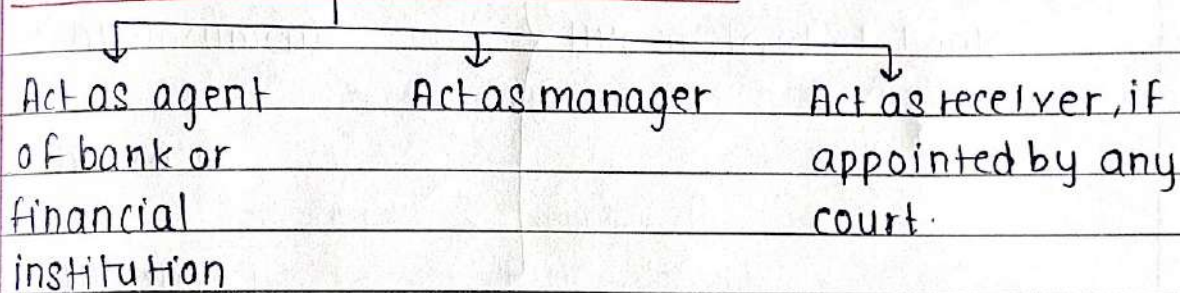 Act as agent
of bank or
financial
institution
Act as manager
Act as receiver, if
appointed by any
court.